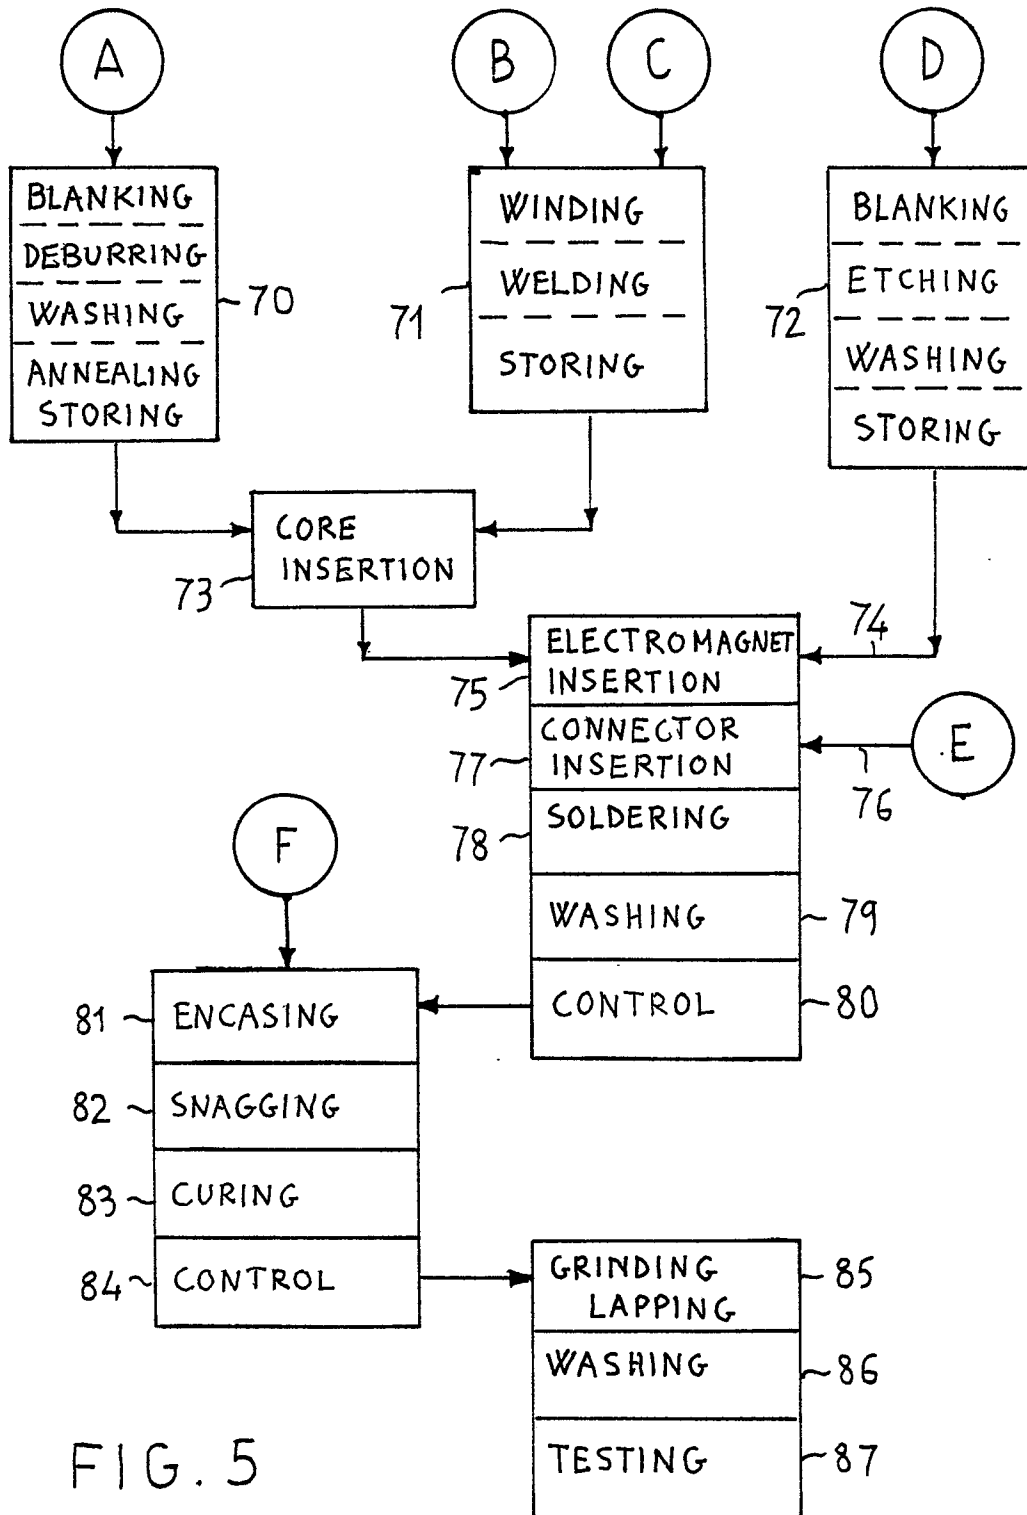 A
B
C
D
BLANKING
DEBURRING
WASHING
ANNEALING
STORING
70
WINDING
WELDING
STORING
71
BLANKING
ETCHING
WASHING
STORING
72
CORE
INSERTION
73
74
ELECTROMAGNET
INSERTION
75
CONNECTOR
INSERTION
77
E
76
SOLDERING
78
WASHING
79
CONTROL
80
F
81
ENCASING
82
SNAGGING
83
CURING
84
CONTROL
GRINDING
LAPPING
85
WASHING
86
TESTING
87
FIG. 5